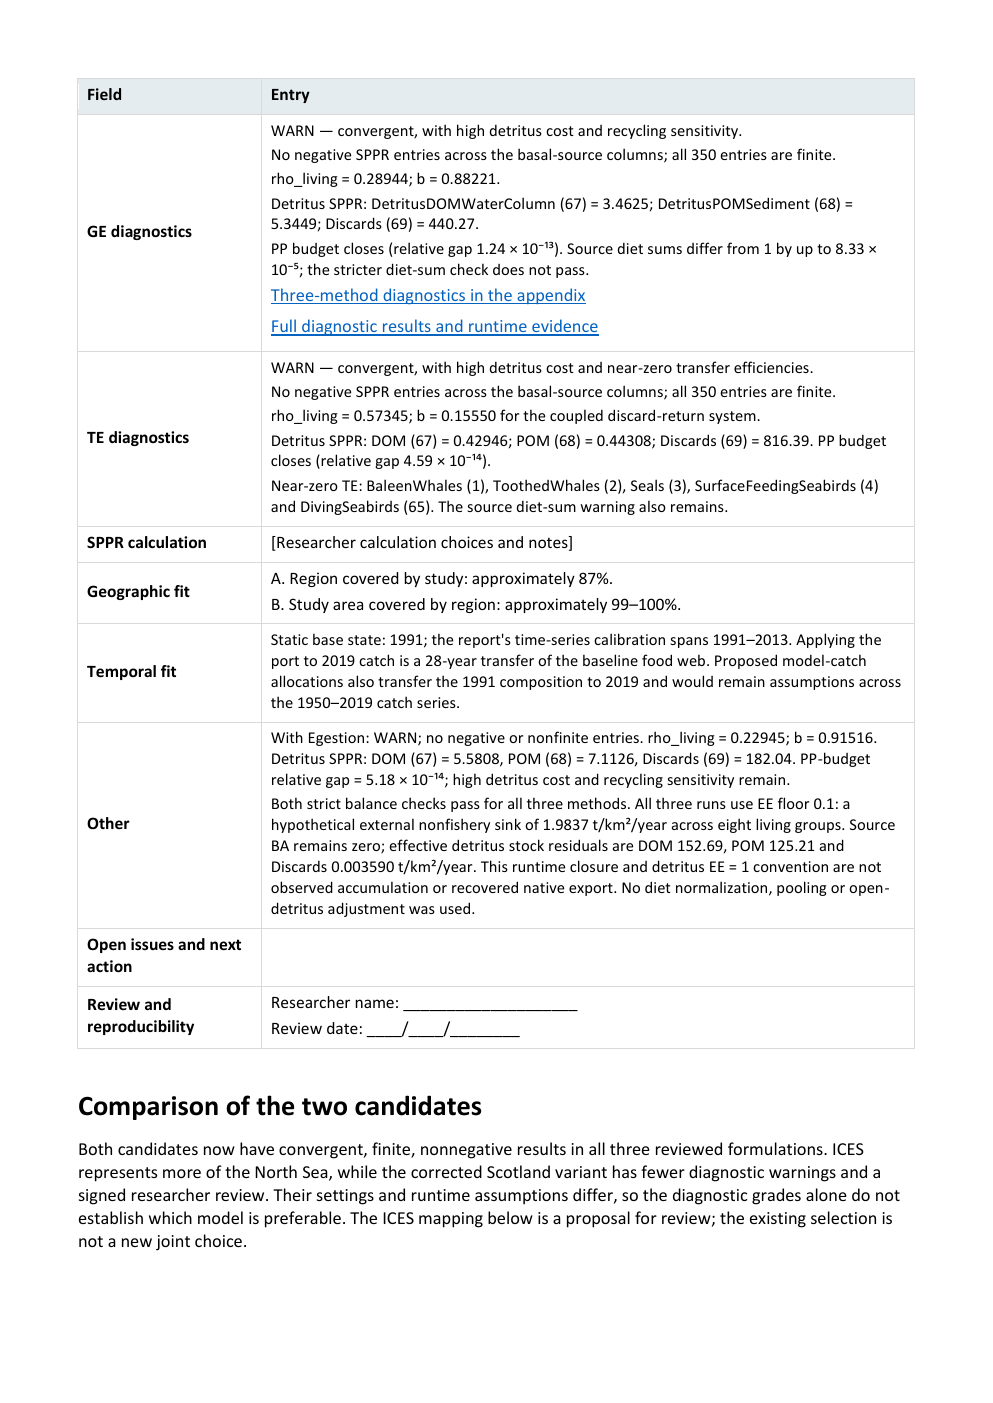 Field Entry
GE diagnostics
WARN — convergent, with high detritus cost and recycling sensitivity.
No negative SPPR entries across the basal-source columns; all 350 entries are finite.
rho_living = 0.28944; b = 0.88221.
Detritus SPPR: DetritusDOMWaterColumn (67) = 3.4625; DetritusPOMSediment (68) =
5.3449; Discards (69) = 440.27.
PP budget closes (relative gap 1.24 × 10⁻¹³). Source diet sums differ from 1 by up to 8.33 ×
10⁻⁵; the stricter diet-sum check does not pass.
Three-method diagnostics in the appendix
Full diagnostic results and runtime evidence
TE diagnostics
WARN — convergent, with high detritus cost and near-zero transfer efficiencies.
No negative SPPR entries across the basal-source columns; all 350 entries are finite.
rho_living = 0.57345; b = 0.15550 for the coupled discard-return system.
Detritus SPPR: DOM (67) = 0.42946; POM (68) = 0.44308; Discards (69) = 816.39. PP budget
closes (relative gap 4.59 × 10⁻¹⁴).
Near-zero TE: BaleenWhales (1), ToothedWhales (2), Seals (3), SurfaceFeedingSeabirds (4)
and DivingSeabirds (65). The source diet-sum warning also remains.
SPPR calculation [Researcher calculation choices and notes]
Geographic fit
A. Region covered by study: approximately 87%.
B. Study area covered by region: approximately 99–100%.
Temporal fit
Static base state: 1991; the report's time-series calibration spans 1991–2013. Applying the
port to 2019 catch is a 28-year transfer of the baseline food web. Proposed model-catch
allocations also transfer the 1991 composition to 2019 and would remain assumptions across
the 1950–2019 catch series.
Other
With Egestion: WARN; no negative or nonfinite entries. rho_living = 0.22945; b = 0.91516.
Detritus SPPR: DOM (67) = 5.5808, POM (68) = 7.1126, Discards (69) = 182.04. PP-budget
relative gap = 5.18 × 10⁻¹⁴; high detritus cost and recycling sensitivity remain.
Both strict balance checks pass for all three methods. All three runs use EE floor 0.1: a
hypothetical external nonfishery sink of 1.9837 t/km²/year across eight living groups. Source
BA remains zero; effective detritus stock residuals are DOM 152.69, POM 125.21 and
Discards 0.003590 t/km²/year. This runtime closure and detritus EE = 1 convention are not
observed accumulation or recovered native export. No diet normalization, pooling or open-
detritus adjustment was used.
Open issues and next
action
Review and
reproducibility
Researcher name: ____________________
Review date: ____/____/________
Comparison of the two candidates
Both candidates now have convergent, finite, nonnegative results in all three reviewed formulations. ICES
represents more of the North Sea, while the corrected Scotland variant has fewer diagnostic warnings and a
signed researcher review. Their settings and runtime assumptions differ, so the diagnostic grades alone do not
establish which model is preferable. The ICES mapping below is a proposal for review; the existing selection is
not a new joint choice.